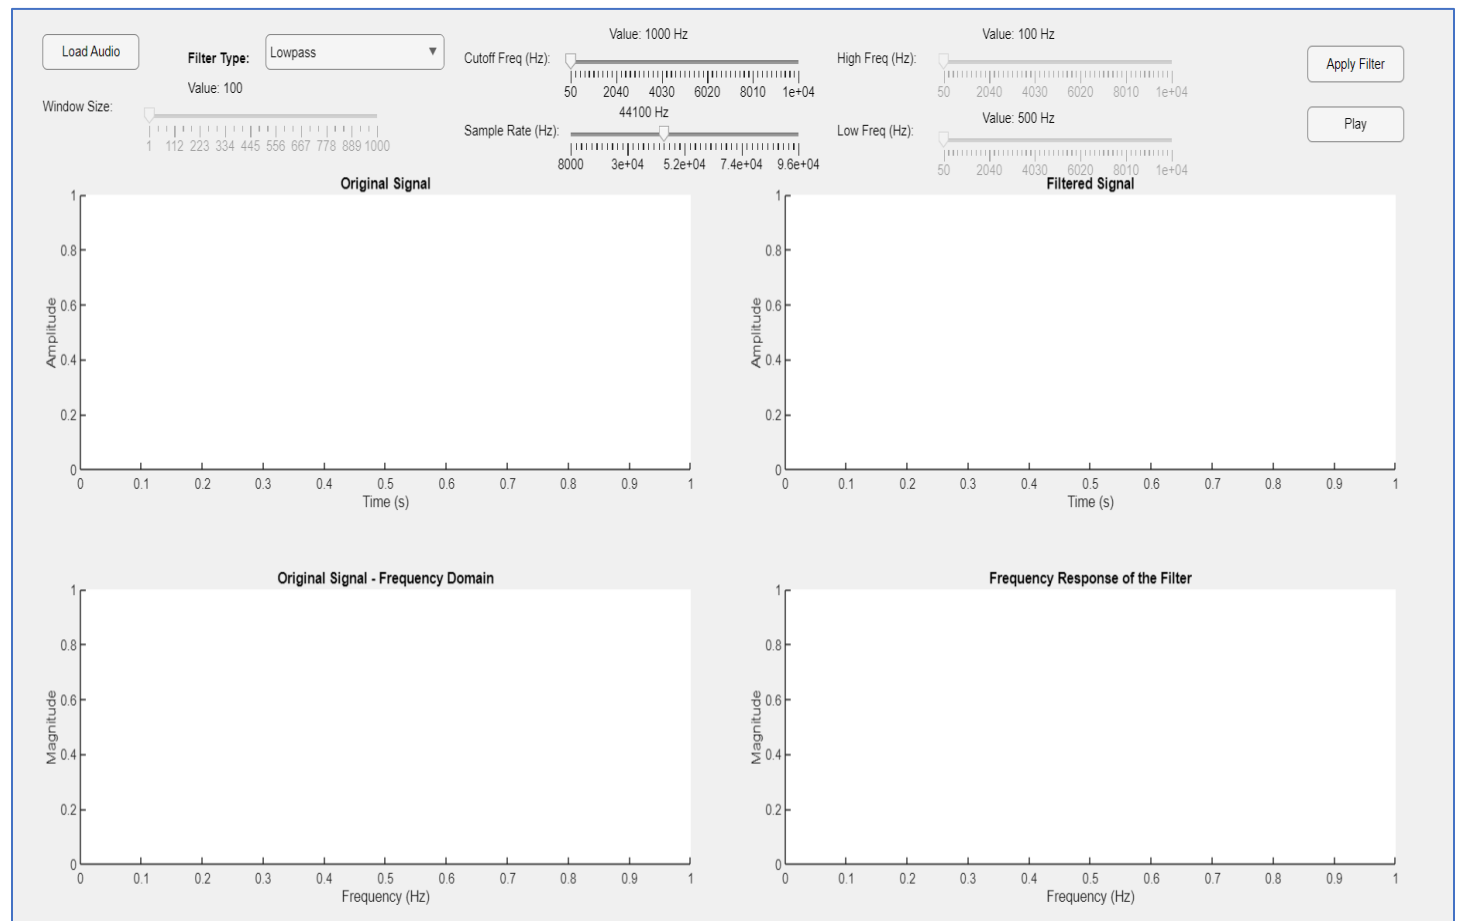 Load Audio
Filter Type:
Lowpass
Value: 100
Window Size:
1 112 223 334 445 556 667 778 889 1000
Value: 1000 Hz
Cutoff Freq (Hz):
50 2040 4030 6020 8010 1e+04
44100 Hz
Sample Rate (Hz):
8000 3e+04 5.2e+04 7.4e+04 9.6e+04
Value: 100 Hz
High Freq (Hz):
50 2040 4030 6020 8010 1e+04
Value: 500 Hz
Low Freq (Hz):
50 2040 4030 6020 8010 1e+04
Apply Filter
Play
Original Signal
1
0.8
0.6
0.4
0.2
0
Amplitude
0 0.1 0.2 0.3 0.4 0.5 0.6 0.7 0.8 0.9 1
Time (s)
Filtered Signal
1
0.8
0.6
0.4
0.2
0
Amplitude
0 0.1 0.2 0.3 0.4 0.5 0.6 0.7 0.8 0.9 1
Time (s)
Original Signal - Frequency Domain
1
0.8
0.6
0.4
0.2
0
Magnitude
0 0.1 0.2 0.3 0.4 0.5 0.6 0.7 0.8 0.9 1
Frequency (Hz)
Frequency Response of the Filter
1
0.8
0.6
0.4
0.2
0
Magnitude
0 0.1 0.2 0.3 0.4 0.5 0.6 0.7 0.8 0.9 1
Frequency (Hz)